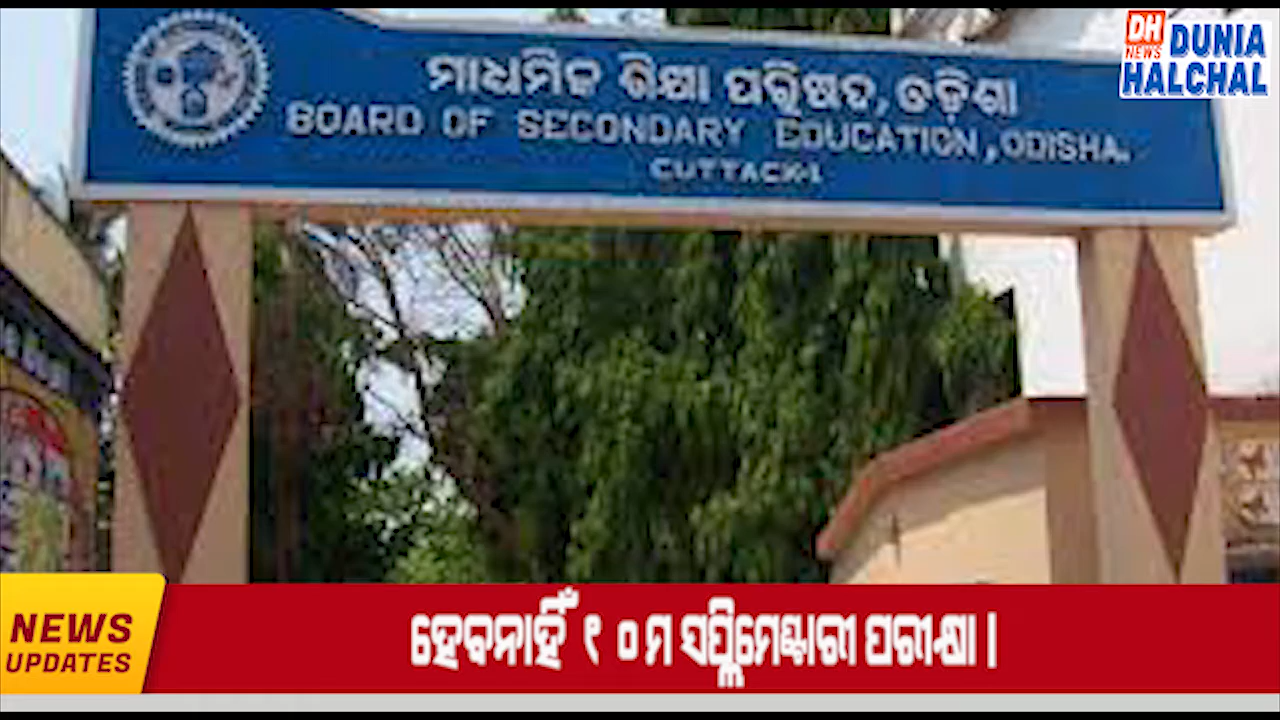 ମାଧ୍ୟମିକ ଶିକ୍ଷା ପରିଷଦ, ଓଡ଼ିଶା
BOARD OF SECONDARY EDUCATION, ODISHA.
CUTTACK-1
DH
NEWS
DUNIA
HALCHAL
NEWS
UPDATES
ହେବନାହିଁ ୧୦ମ ସପ୍ଲିମେଣ୍ଟାରୀ ପରୀକ୍ଷା |